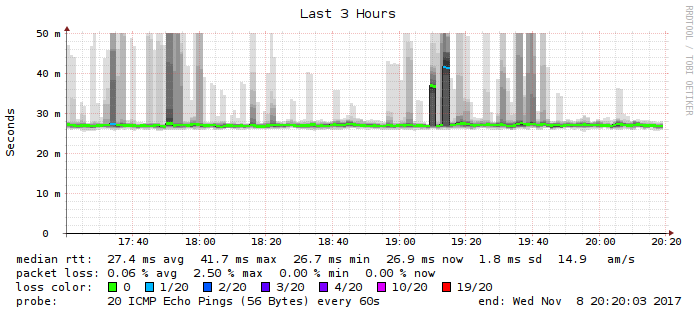 Last 3 Hours
RRDTOOL / TOBI OETIKER
Seconds
50 m
40 m
30 m
20 m
10 m
0
17:40 18:00 18:20 18:40 19:00 19:20 19:40 20:00 20:20
median rtt: 27.4 ms avg 41.7 ms max 26.7 ms min 26.9 ms now 1.8 ms sd 14.9 am/s
packet loss: 0.06 % avg 2.50 % max 0.00 % min 0.00 % now
loss color: 0 1/20 2/20 3/20 4/20 10/20 19/20
probe: 20 ICMP Echo Pings (56 Bytes) every 60s end: Wed Nov 8 20:20:03 2017